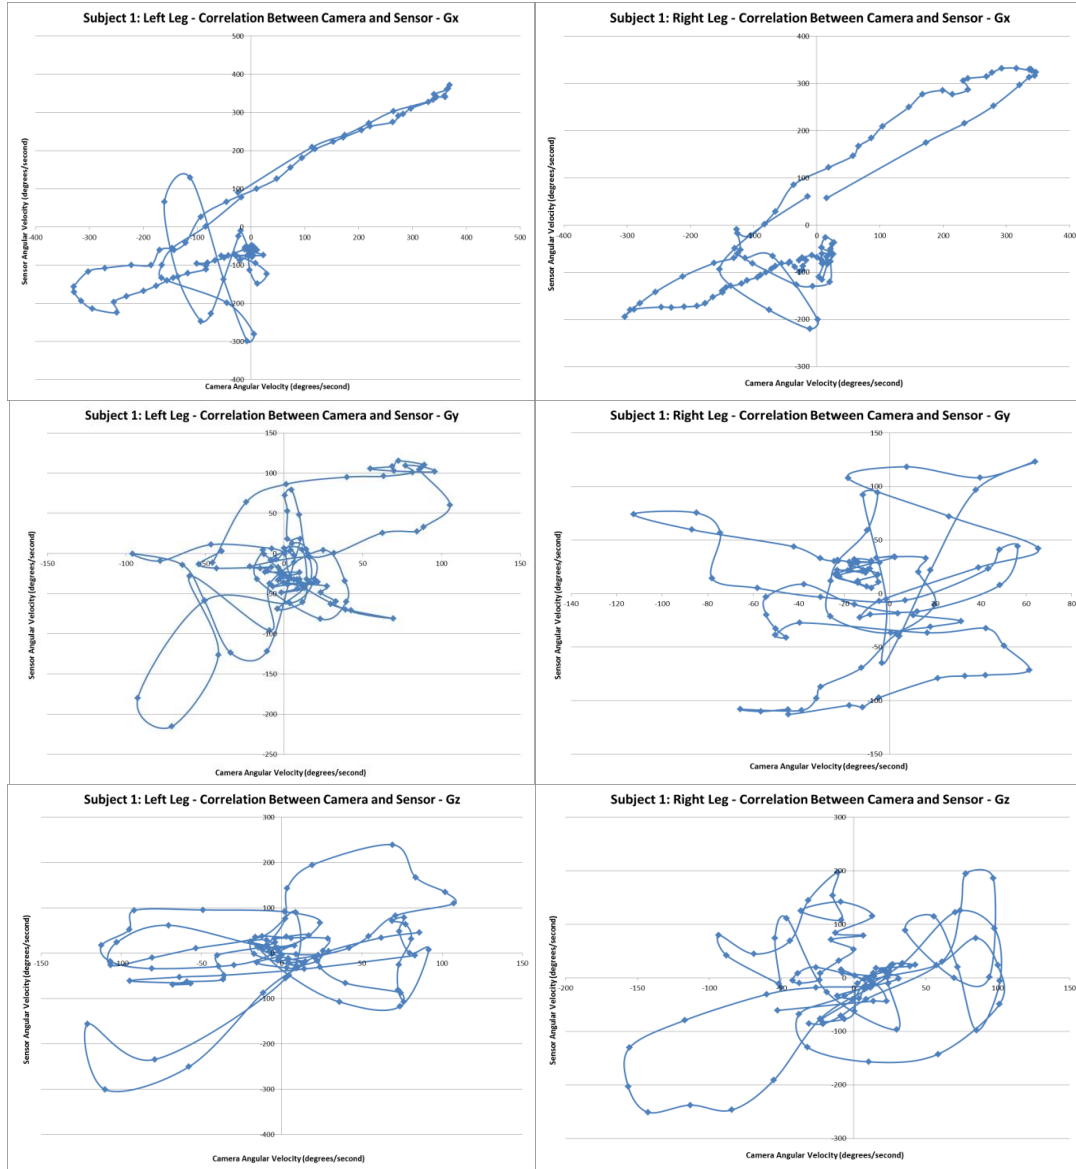 Subject 1: Left Leg - Correlation Between Camera and Sensor - Gx
500
400
300
200
100
0
-100
-200
-300
-400
-400 -300 -200 -100 0 100 200 300 400 500
Sensor Angular Velocity (degrees/second)
Camera Angular Velocity (degrees/second)
Subject 1: Right Leg - Correlation Between Camera and Sensor - Gx
400
300
200
100
0
-100
-200
-300
-400 -300 -200 -100 0 100 200 300 400
Sensor Angular Velocity (degrees/second)
Camera Angular Velocity (degrees/second)
Subject 1: Left Leg - Correlation Between Camera and Sensor - Gy
150
100
50
0
-50
-100
-150
-200
-250
-150 -100 -50 0 50 100 150
Sensor Angular Velocity (degrees/second)
Camera Angular Velocity (degrees/second)
Subject 1: Right Leg - Correlation Between Camera and Sensor - Gy
150
100
50
0
-50
-100
-150
-140 -120 -100 -80 -60 -40 -20 0 20 40 60 80
Sensor Angular Velocity (degrees/second)
Camera Angular Velocity (degrees/second)
Subject 1: Left Leg - Correlation Between Camera and Sensor - Gz
300
200
100
0
-100
-200
-300
-400
-150 -100 -50 0 50 100 150
Sensor Angular Velocity (degrees/second)
Camera Angular Velocity (degrees/second)
Subject 1: Right Leg - Correlation Between Camera and Sensor - Gz
300
200
100
0
-100
-200
-300
-200 -150 -100 -50 0 50 100 150
Sensor Angular Velocity (degrees/second)
Camera Angular Velocity (degrees/second)